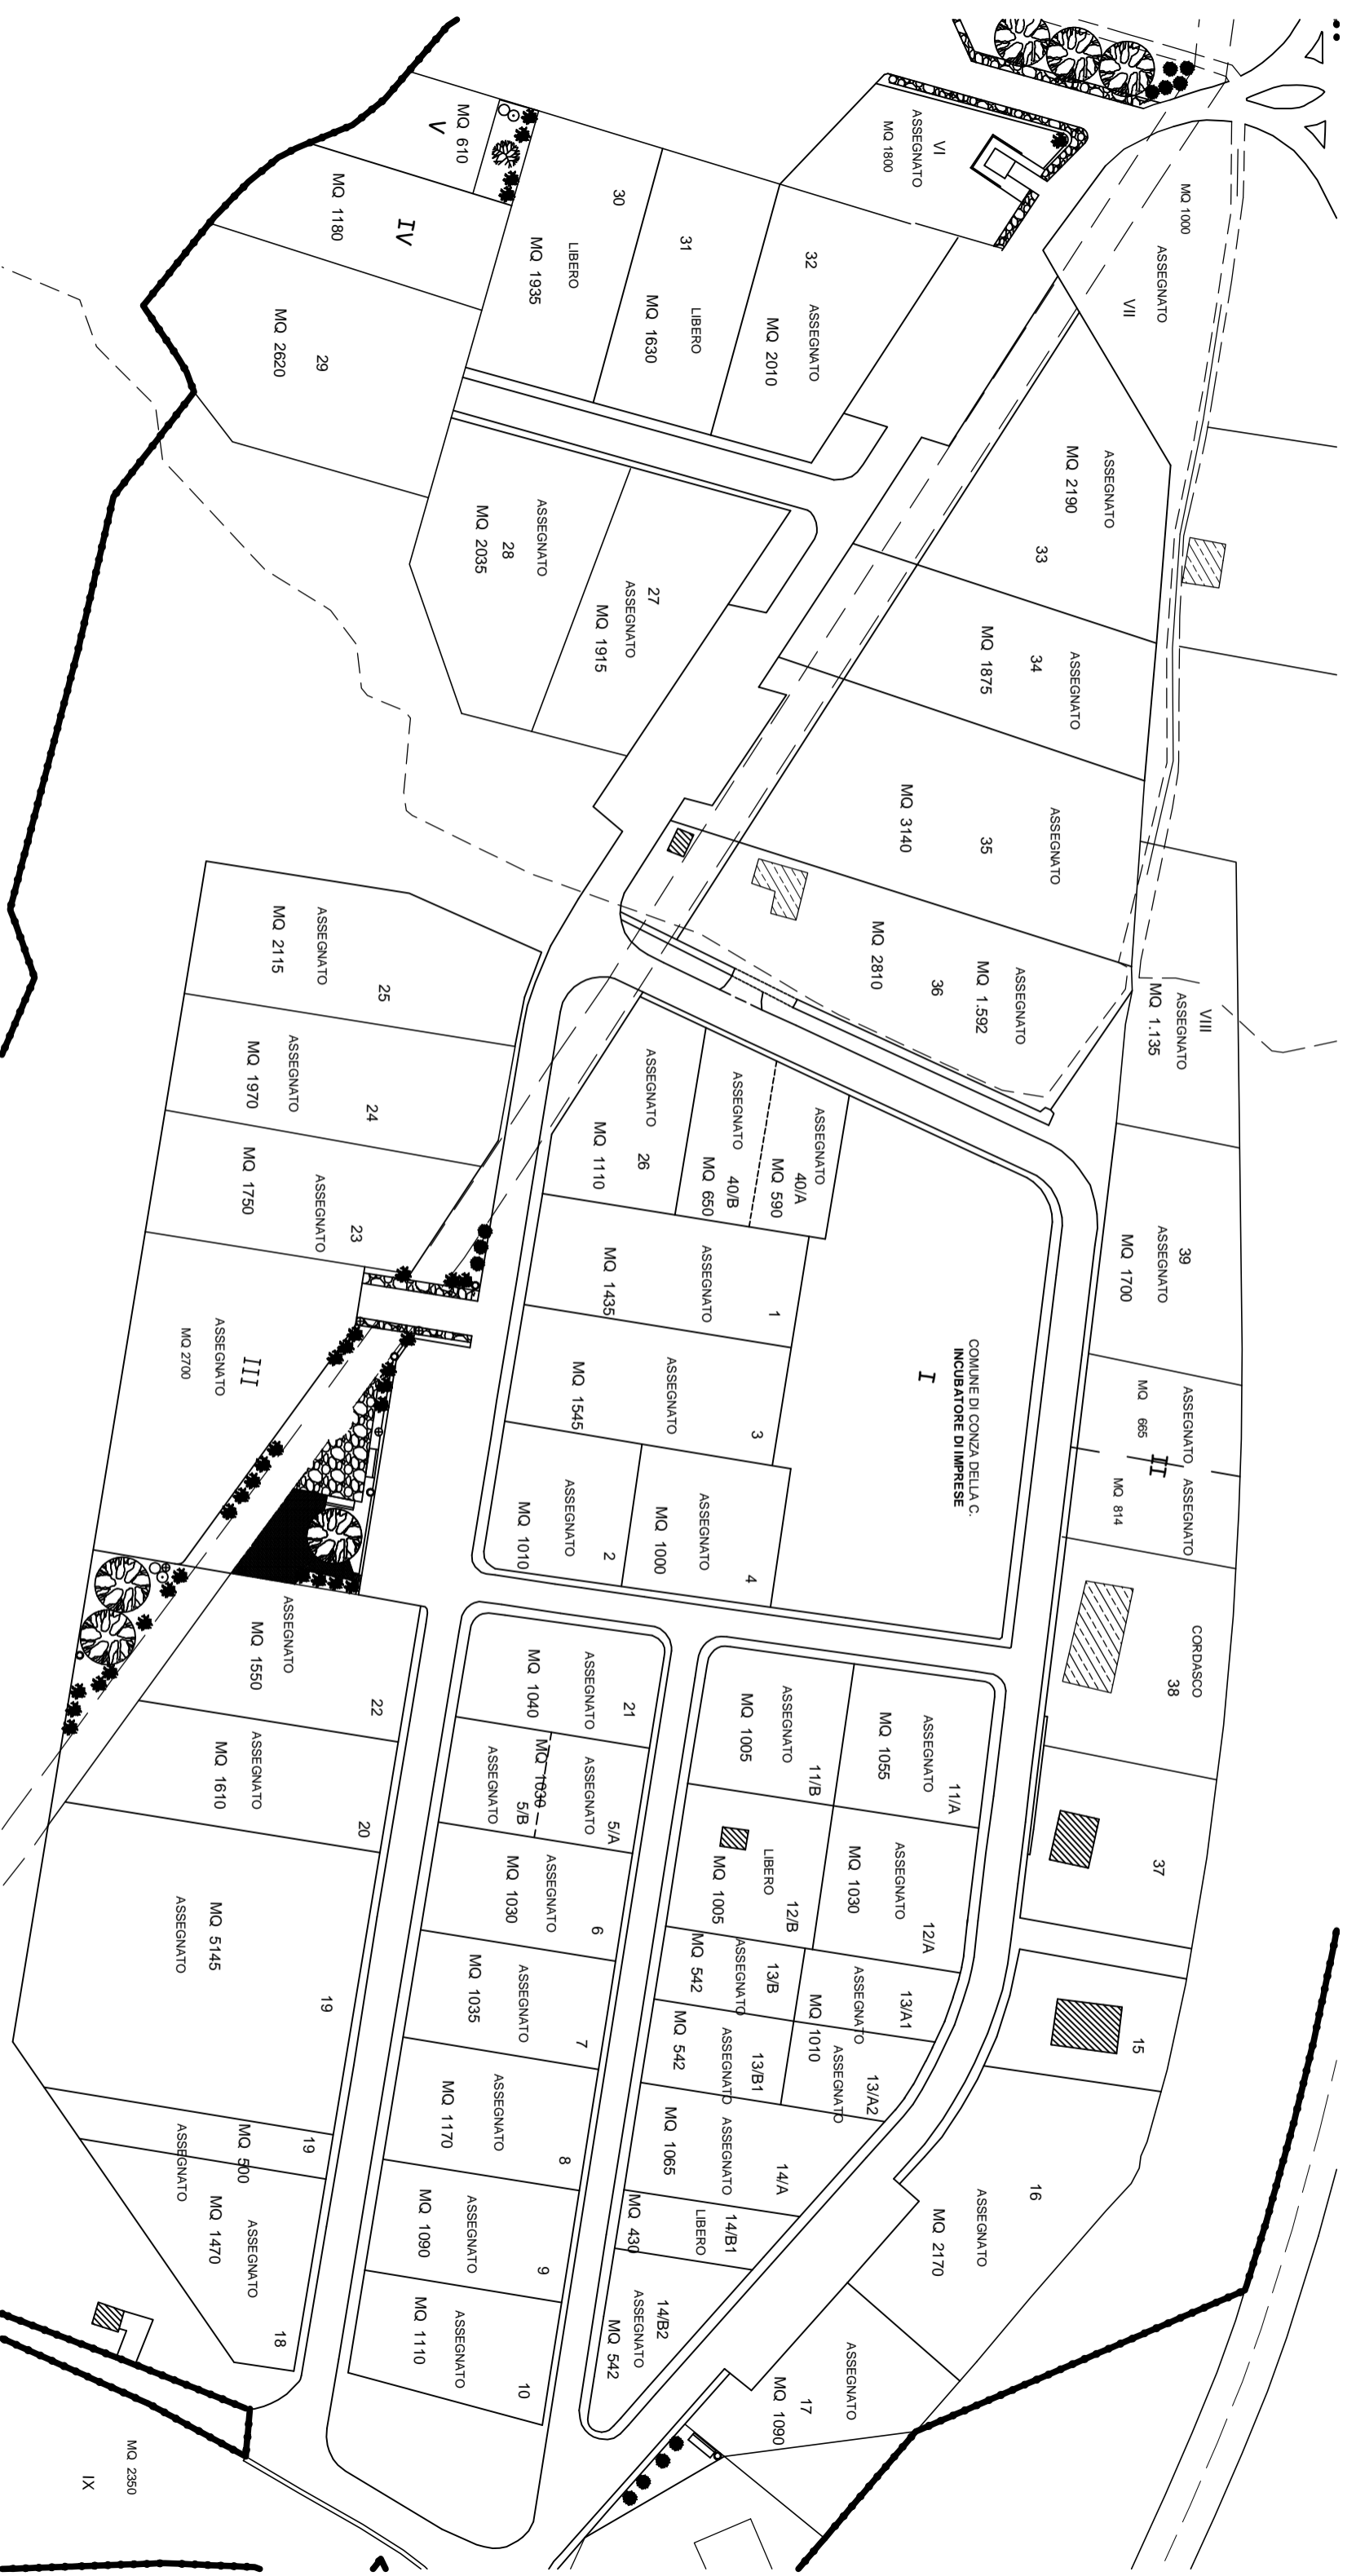 MQ 610
V
MQ 1180
IV
29
MQ 2620
30
LIBERO
MQ 1935
31
LIBERO
MQ 1630
32
ASSEGNATO
MQ 2010
VI
ASSEGNATO
MQ 1800
MQ 1000
ASSEGNATO
VII
ASSEGNATO
MQ 2190
33
ASSEGNATO
34
MQ 1875
ASSEGNATO
35
MQ 3140
ASSEGNATO
MQ 1.592
36
MQ 2810
VIII
ASSEGNATO
MQ 1.135
ASSEGNATO
28
MQ 2035
27
ASSEGNATO
MQ 1915
25
ASSEGNATO
MQ 2115
24
ASSEGNATO
MQ 1970
23
ASSEGNATO
MQ 1750
III
ASSEGNATO
MQ 2700
ASSEGNATO
26
MQ 1110
ASSEGNATO
40/B
MQ 650
ASSEGNATO
40/A
MQ 590
1
ASSEGNATO
MQ 1435
3
ASSEGNATO
MQ 1545
ASSEGNATO
2
MQ 1010
4
ASSEGNATO
MQ 1000
COMUNE DI CONZA DELLA C.
INCUBATORE DI IMPRESE
I
39
ASSEGNATO
MQ 1700
ASSEGNATO
MQ 665
II
ASSEGNATO
MQ 814
CORDASCO
38
37
15
16
ASSEGNATO
MQ 2170
ASSEGNATO
17
MQ 1090
22
ASSEGNATO
MQ 1550
20
ASSEGNATO
MQ 1610
19
MQ 5145
ASSEGNATO
19
MQ 500
ASSEGNATO
ASSEGNATO
MQ 1470
18
21
ASSEGNATO
MQ 1040
5/A
ASSEGNATO
MQ 1030
5/B
ASSEGNATO
6
ASSEGNATO
MQ 1030
7
ASSEGNATO
MQ 1035
8
ASSEGNATO
MQ 1170
9
ASSEGNATO
MQ 1090
10
ASSEGNATO
MQ 1110
11/A
ASSEGNATO
MQ 1055
11/B
ASSEGNATO
MQ 1005
12/A
ASSEGNATO
MQ 1030
12/B
LIBERO
MQ 1005
13/A1
ASSEGNATO
MQ 1010
13/A2
ASSEGNATO
13/B
ASSEGNATO
MQ 542
13/B1
ASSEGNATO
MQ 542
14/A
ASSEGNATO
MQ 1065
14/B1
LIBERO
MQ 430
14/B2
ASSEGNATO
MQ 542
MQ 2350
IX